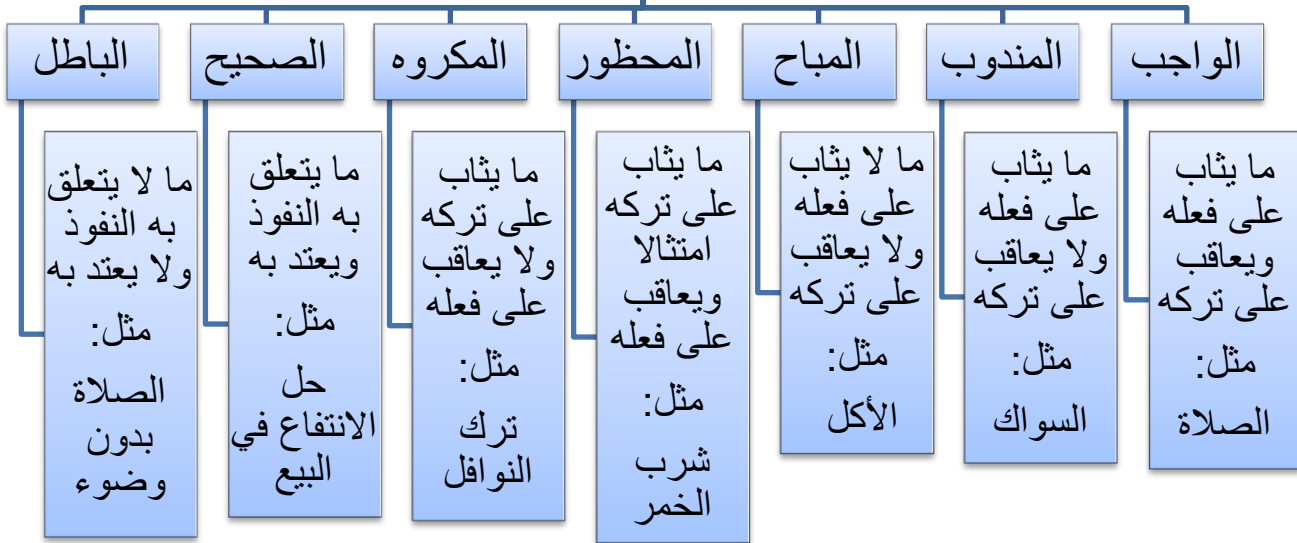 الواجب
المندوب
المباح
المحظور
المكروه
الصحيح
الباطل
ما يثاب
على فعله
ويعاقب
على تركه
مثل:
الصلاة
ما يثاب
على فعله
ولا يعاقب
على تركه
مثل:
السواك
ما لا يثاب
على فعله
ولا يعاقب
على تركه
مثل:
الأكل
ما يثاب
على تركه
امتثالا
ويعاقب
على فعله
مثل:
شرب
الخمر
ما يثاب
على تركه
ولا يعاقب
على فعله
مثل:
ترك
النوافل
ما يتعلق
به النفوذ
ويعتد به
مثل:
حل
الانتفاع في
البيع
ما لا يتعلق
به النفوذ
ولا يعتد به
مثل:
الصلاة
بدون
وضوء